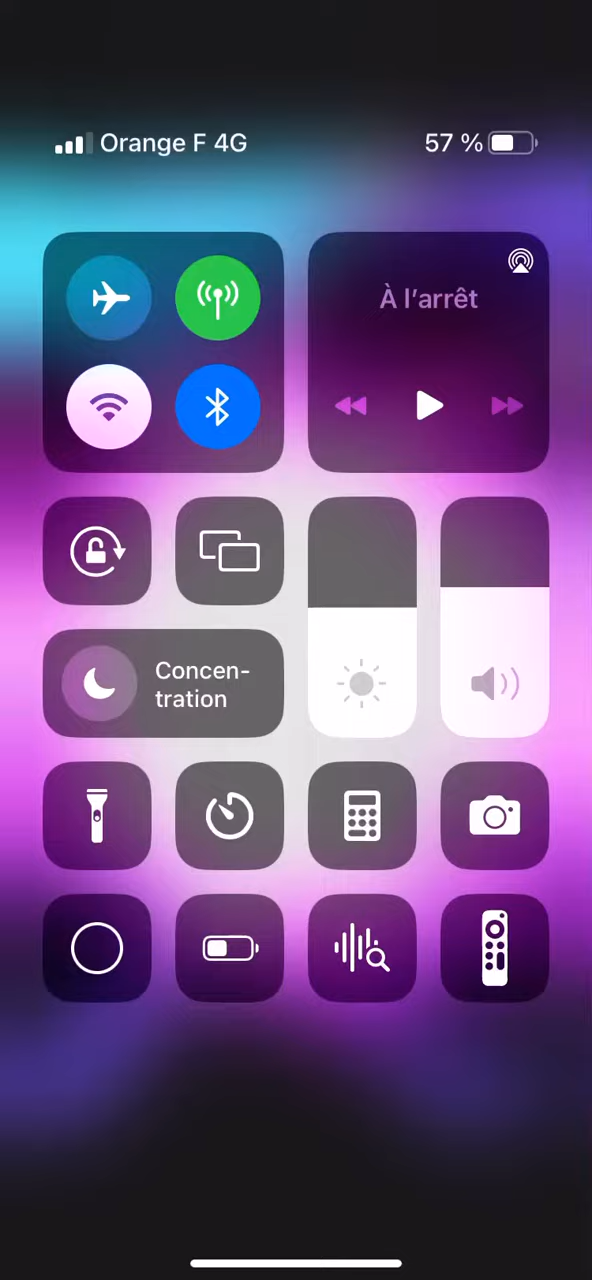 Orange F 4G
57 %
À l’arrêt
Concen-
tration